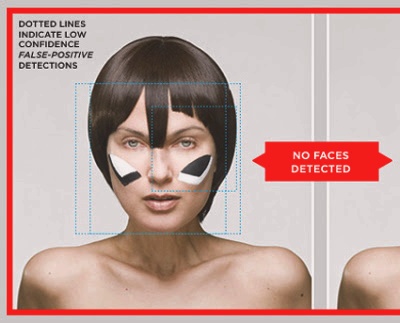 DOTTED LINES
INDICATE LOW
CONFIDENCE
FALSE-POSITIVE
DETECTIONS
NO FACES
DETECTED